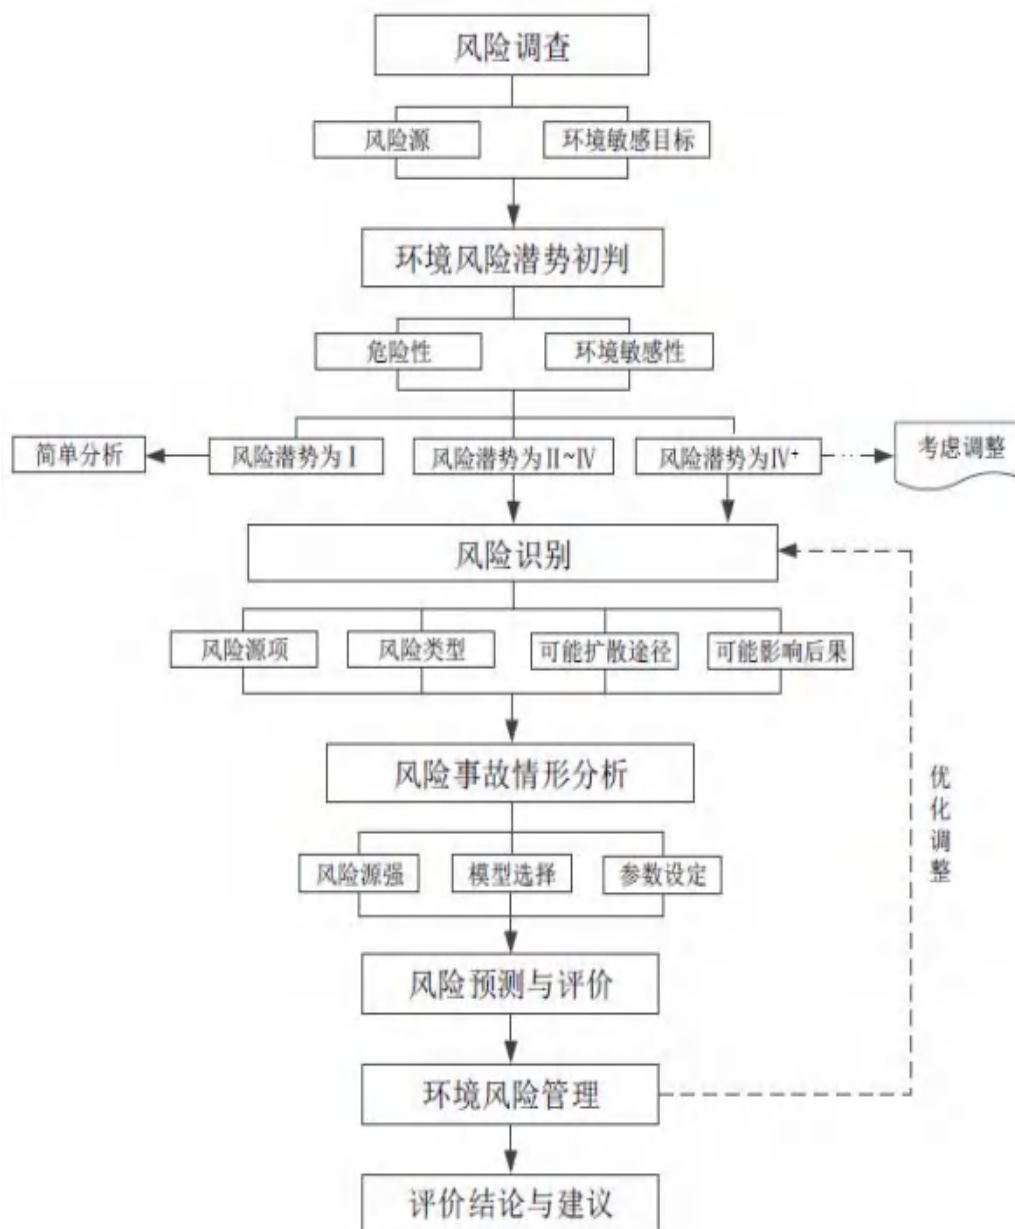 风险调查
风险源
环境敏感目标
环境风险潜势初判
危险性
环境敏感性
简单分析
风险潜势为Ⅰ
风险潜势为Ⅱ~Ⅳ
风险潜势为Ⅳ⁺
考虑调整
风险识别
风险源项
风险类型
可能扩散途径
可能影响后果
风险事故情形分析
风险源强
模型选择
参数设定
优化调整
风险预测与评价
环境风险管理
评价结论与建议